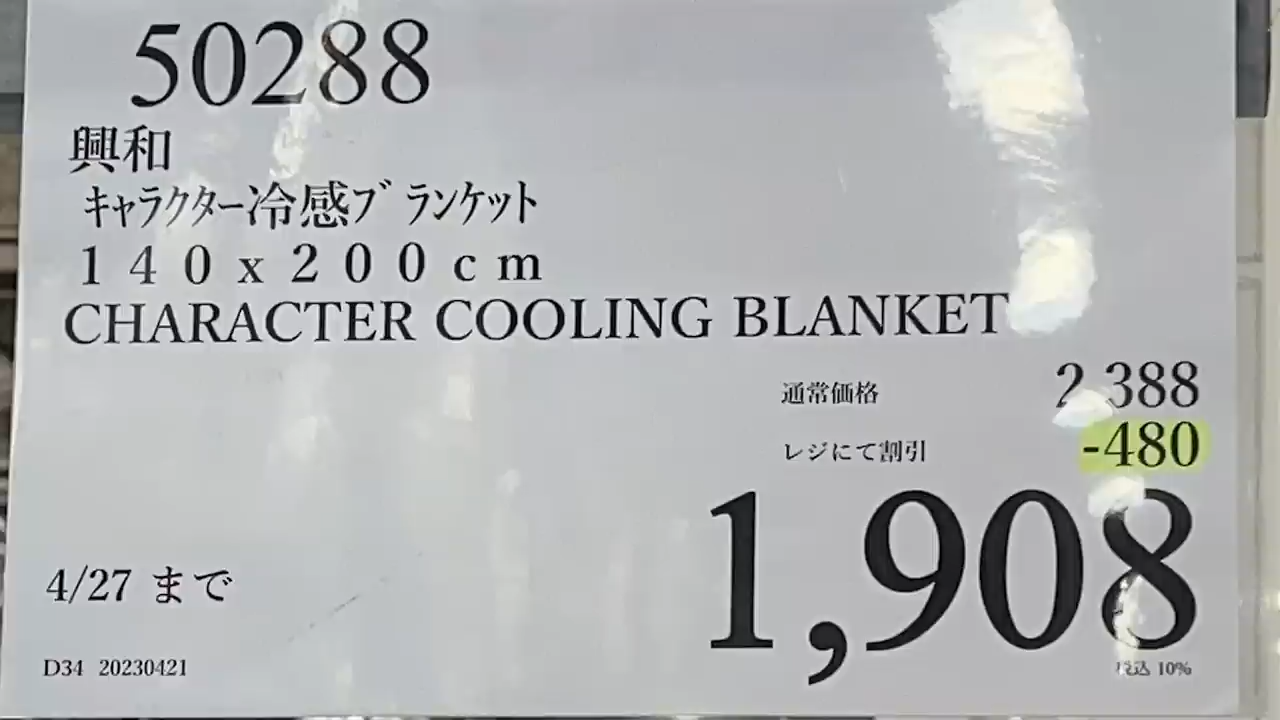 50288
興和
キャラクター冷感ブランケット
140x200cm
CHARACTER COOLING BLANKET
通常価格 2,388
レジにて割引 -480
1,908
4/27 まで
税込 10%
D34 20230421